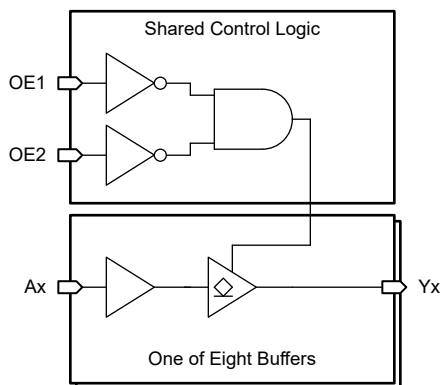 Shared Control Logic
OE1
OE2
Ax
Yx
One of Eight Buffers